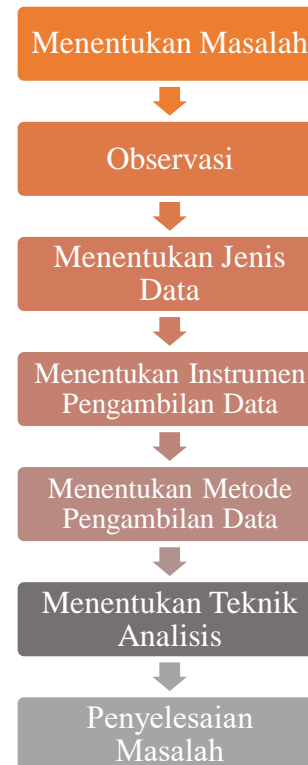 Menentukan Masalah
Observasi
Menentukan Jenis
Data
Menentukan Instrumen
Pengambilan Data
Menentukan Metode
Pengambilan Data
Menentukan Teknik
Analisis
Penyelesaian
Masalah